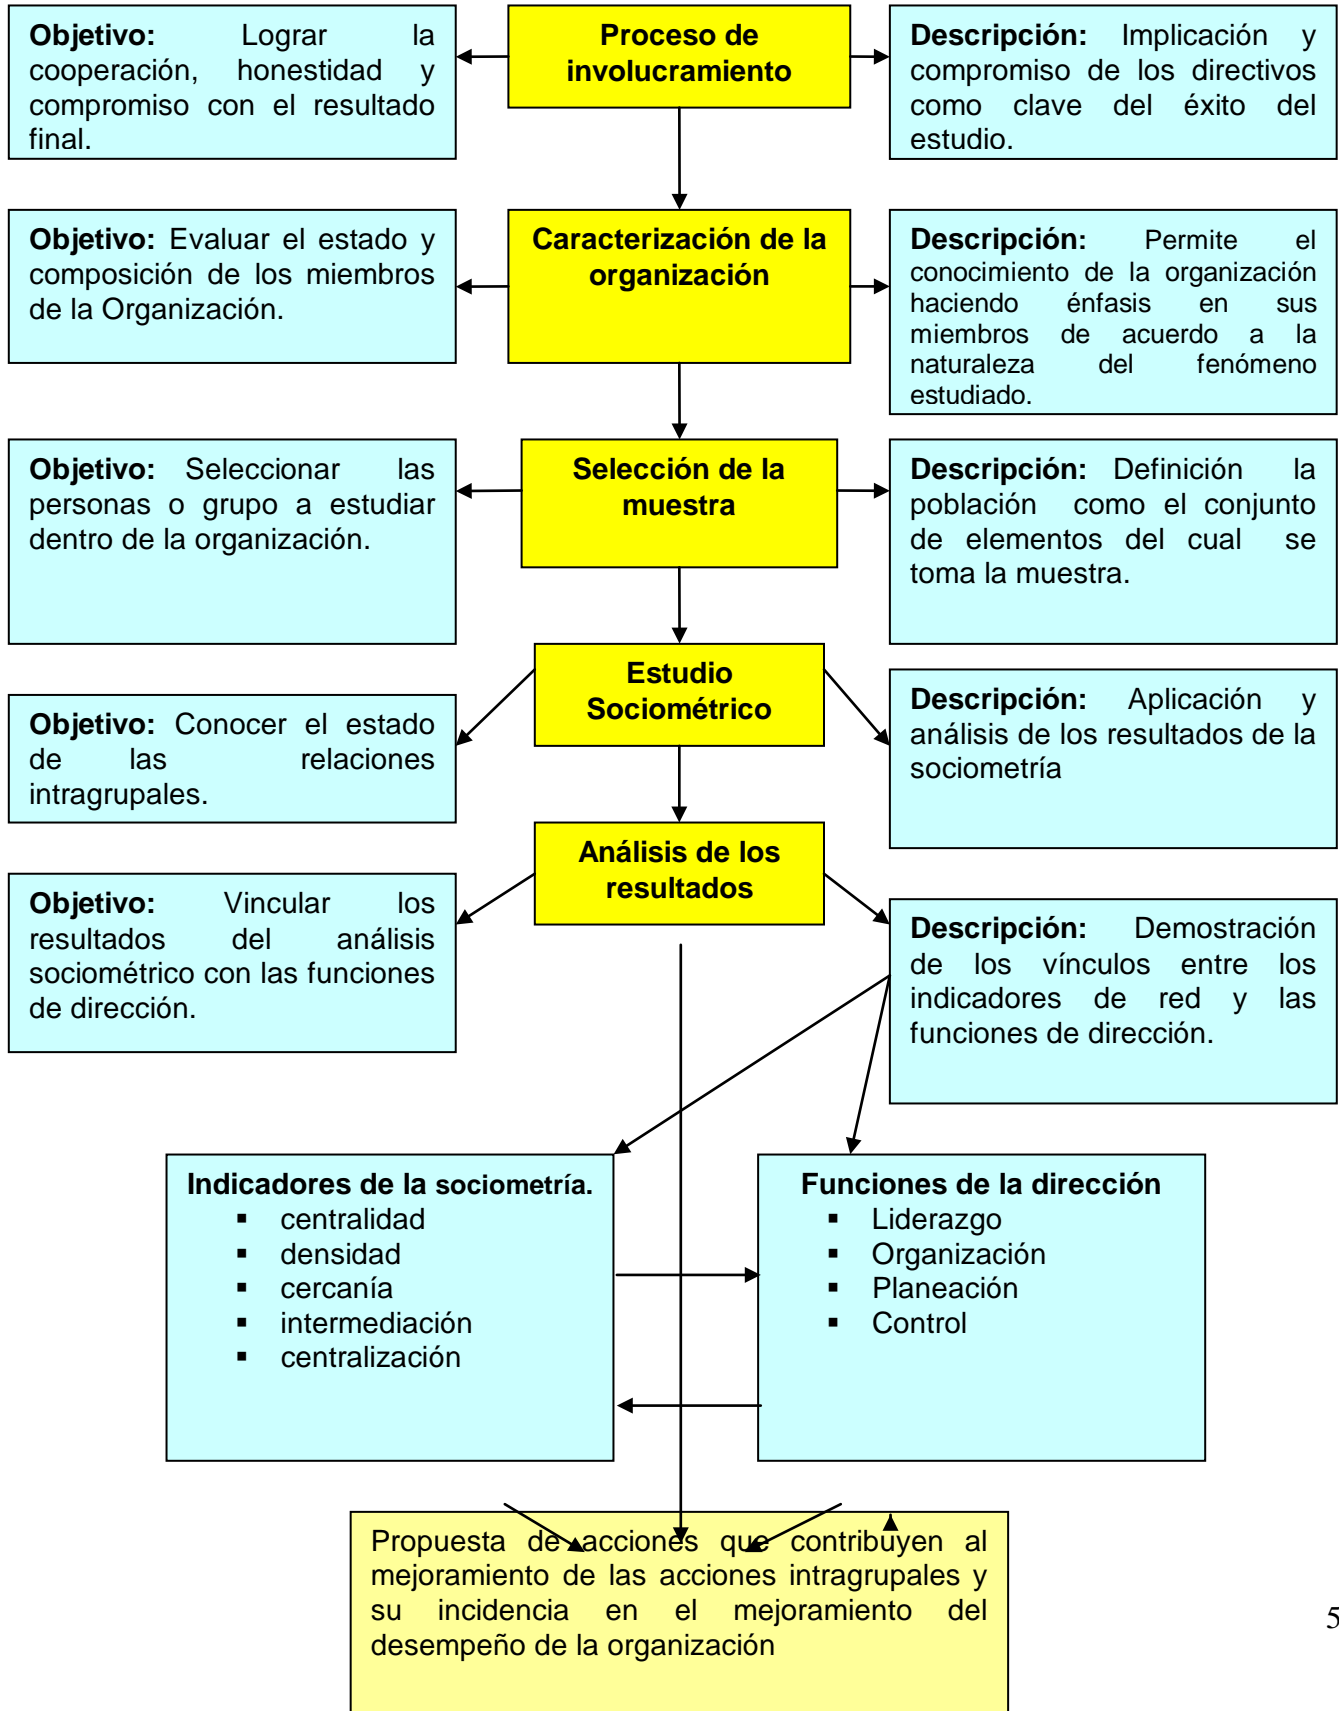 Objetivo: Lograr la
cooperación, honestidad y
compromiso con el resultado
final.
Proceso de
involucramiento
Descripción: Implicación y
compromiso de los directivos
como clave del éxito del
estudio.
Objetivo: Evaluar el estado y
composición de los miembros
de la Organización.
Caracterización de la
organización
Descripción: Permite el
conocimiento de la organización
haciendo énfasis en sus
miembros de acuerdo a la
naturaleza del fenómeno
estudiado.
Objetivo: Seleccionar las
personas o grupo a estudiar
dentro de la organización.
Selección de la
muestra
Descripción: Definición la
población como el conjunto
de elementos del cual se
toma la muestra.
Objetivo: Conocer el estado
de las relaciones
intragrupales.
Estudio
Sociométrico
Descripción: Aplicación y
análisis de los resultados de la
sociometría
Objetivo: Vincular los
resultados del análisis
sociométrico con las funciones
de dirección.
Análisis de los
resultados
Descripción: Demostración
de los vínculos entre los
indicadores de red y las
funciones de dirección.
Indicadores de la sociometría.
▪ centralidad
▪ densidad
▪ cercanía
▪ intermediación
▪ centralización
Funciones de la dirección
▪ Liderazgo
▪ Organización
▪ Planeación
▪ Control
Propuesta de acciones que contribuyen al
mejoramiento de las acciones intragrupales y
su incidencia en el mejoramiento del
desempeño de la organización
5